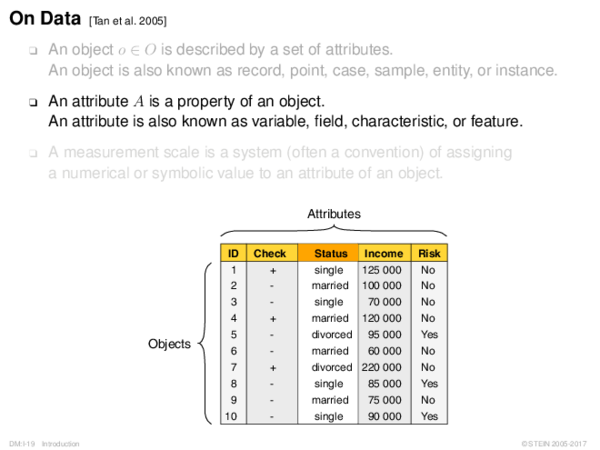 On Data [Tan et al. 2005]
❑ An object o ∈ O is described by a set of attributes.
An object is also known as record, point, case, sample, entity, or instance.
❑ An attribute A is a property of an object.
An attribute is also known as variable, field, characteristic, or feature.
❑ A measurement scale is a system (often a convention) of assigning
a numerical or symbolic value to an attribute of an object.
Attributes
ID Check Status Income Risk
1 + single 125 000 No
2 - married 100 000 No
3 - single 70 000 No
4 + married 120 000 No
5 - divorced 95 000 Yes
Objects
6 - married 60 000 No
7 + divorced 220 000 No
8 - single 85 000 Yes
9 - married 75 000 No
10 - single 90 000 Yes
DM:I-19 Introduction © STEIN 2005-2017